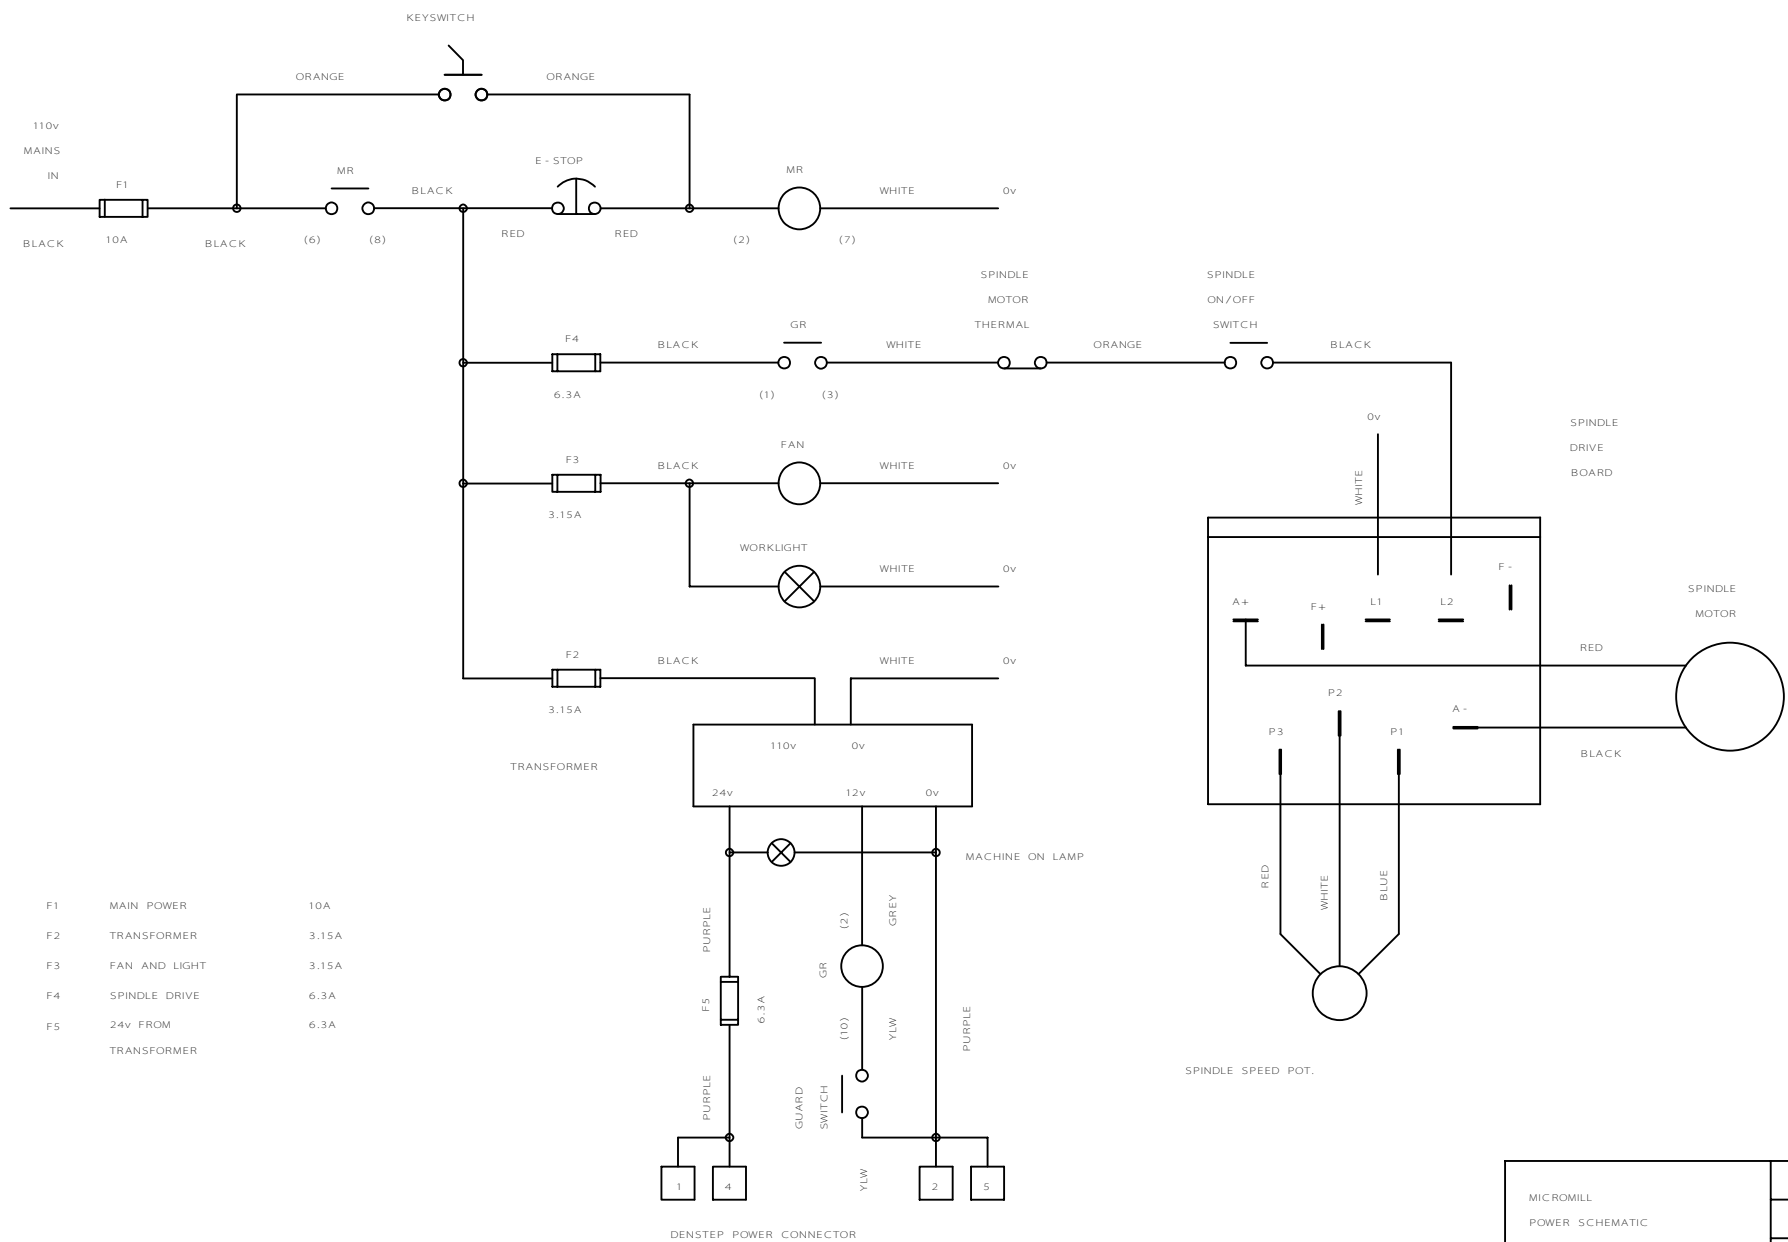 KEYSWITCH
ORANGE
ORANGE
110v
MAINS
IN
F1
MR
BLACK
E - STOP
MR
WHITE
0v
BLACK
10A
BLACK
(6)
(8)
RED
RED
(2)
(7)
SPINDLE
MOTOR
THERMAL
SPINDLE
ON/OFF
SWITCH
F4
BLACK
GR
WHITE
ORANGE
BLACK
6.3A
(1)
(3)
0v
WHITE
SPINDLE
DRIVE
BOARD
F3
BLACK
FAN
WHITE
0v
3.15A
WORKLIGHT
WHITE
0v
F -
A+
F+
L1
L2
SPINDLE
MOTOR
RED
F2
BLACK
WHITE
0v
3.15A
P2
A -
P3
P1
BLACK
TRANSFORMER
110v
0v
24v
12v
0v
MACHINE ON LAMP
RED
WHITE
BLUE
F1 MAIN POWER 10A
F2 TRANSFORMER 3.15A
F3 FAN AND LIGHT 3.15A
F4 SPINDLE DRIVE 6.3A
F5 24v FROM 6.3A
TRANSFORMER
PURPLE
(2)
GREY
GR
F5
6.3A
(10)
YLW
PURPLE
PURPLE
GUARD
SWITCH
YLW
1
4
2
5
SPINDLE SPEED POT.
DENSTEP POWER CONNECTOR
MICROMILL
POWER SCHEMATIC